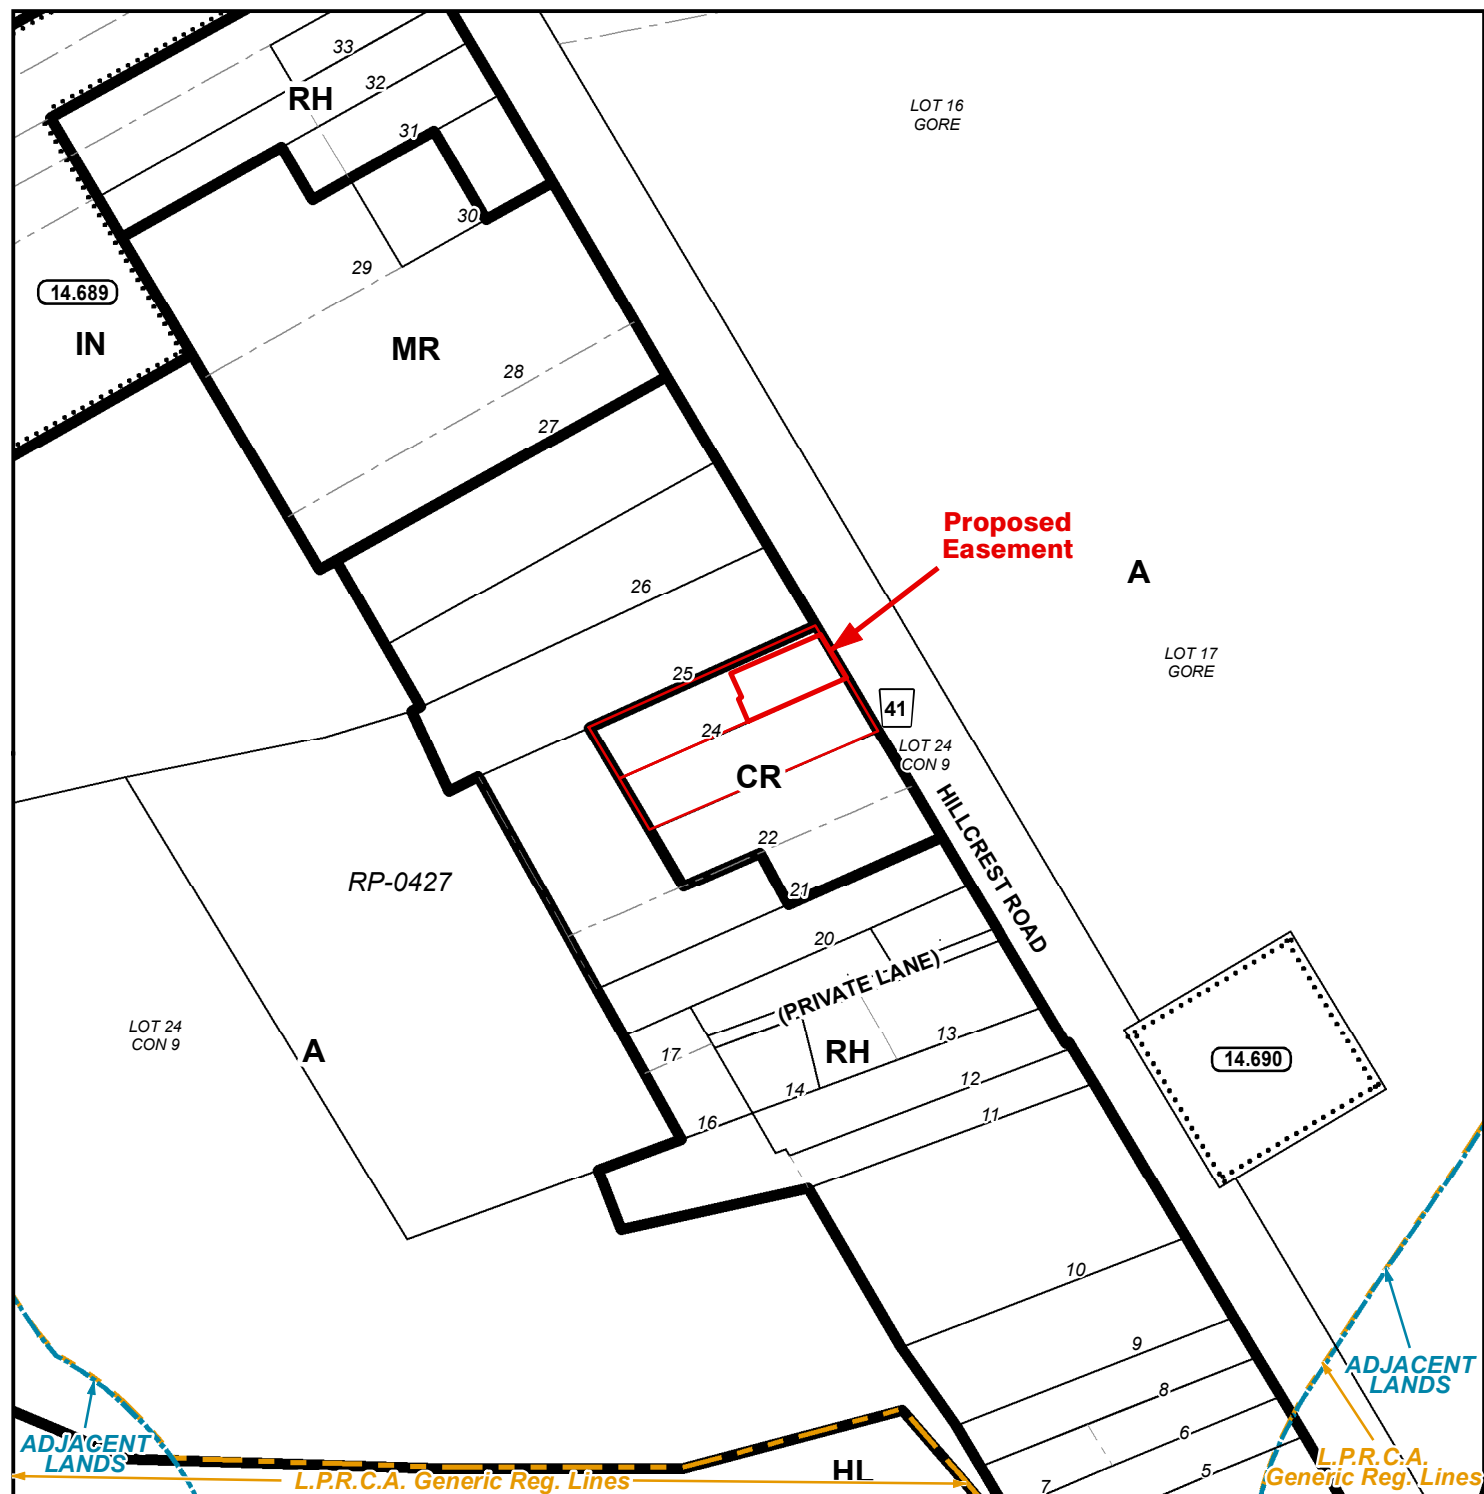 33
32
RH
LOT 16
GORE
31
30
29
14.689
IN
MR
28
27
Proposed
Easement
A
26
LOT 17
GORE
25
41
24
LOT 24
CON 9
CR
HILLCREST ROAD
22
RP-0427
21
20
(PRIVATE LANE)
LOT 24
CON 9
A
17
RH
13
14.690
12
14
11
16
10
9
ADJACENT
LANDS
8
6
ADJACENT
LANDS
L.P.R.C.A. Generic Reg. Lines
HL
7
5
L.P.R.C.A.
Generic Reg. Lines